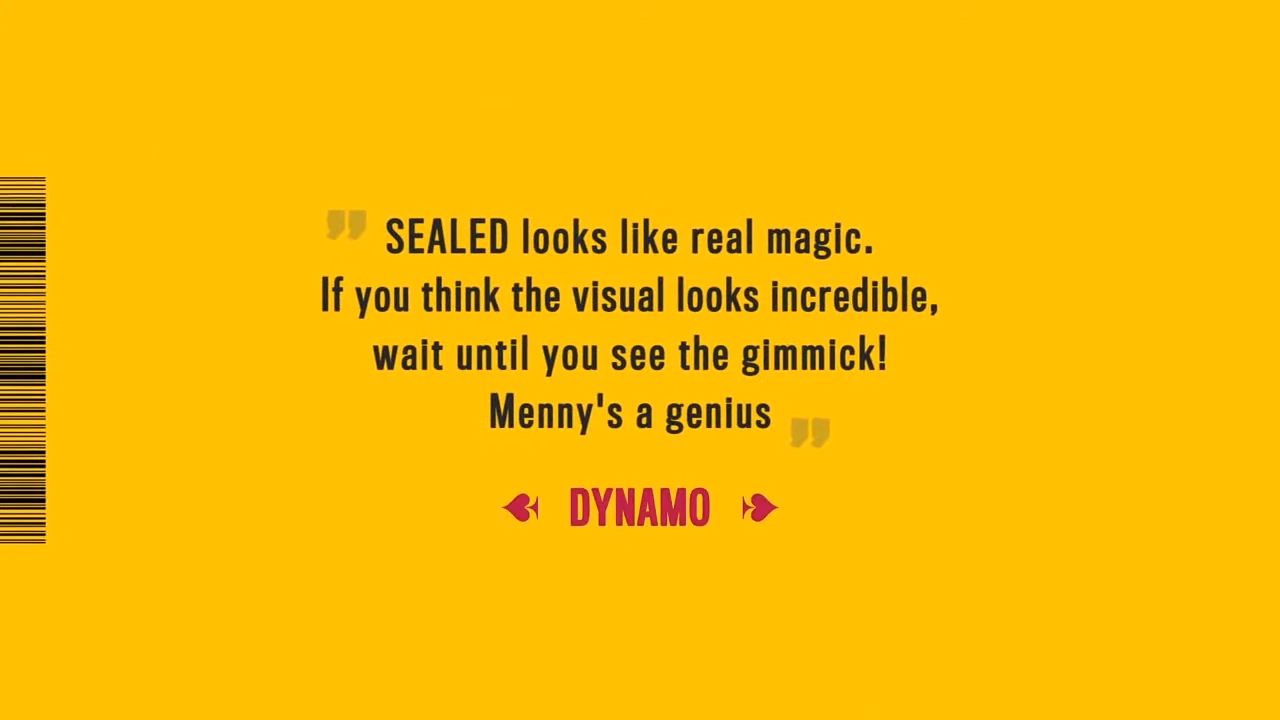 " SEALED looks like real magic.
If you think the visual looks incredible,
wait until you see the gimmick!
Menny's a genius "
DYNAMO